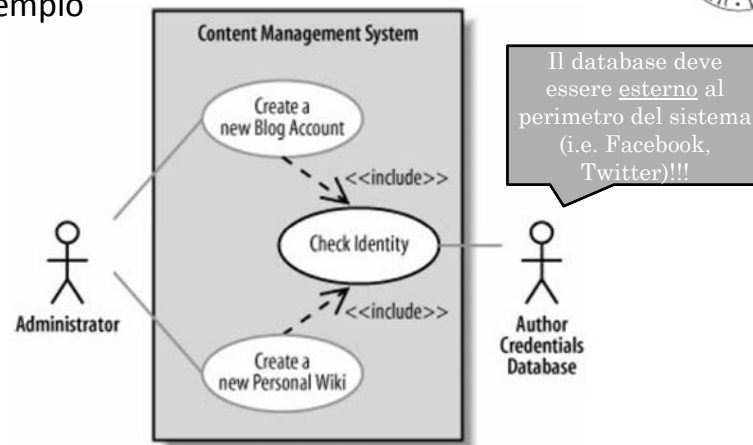 empio
Content Management System
Il database deve
essere esterno al
perimetro del sistema
(i.e. Facebook,
Twitter)!!!
Create a
new Blog Account
<<include>>
Check Identity
<<include>>
Administrator
Author
Credentials
Database
Create a
new Personal Wiki